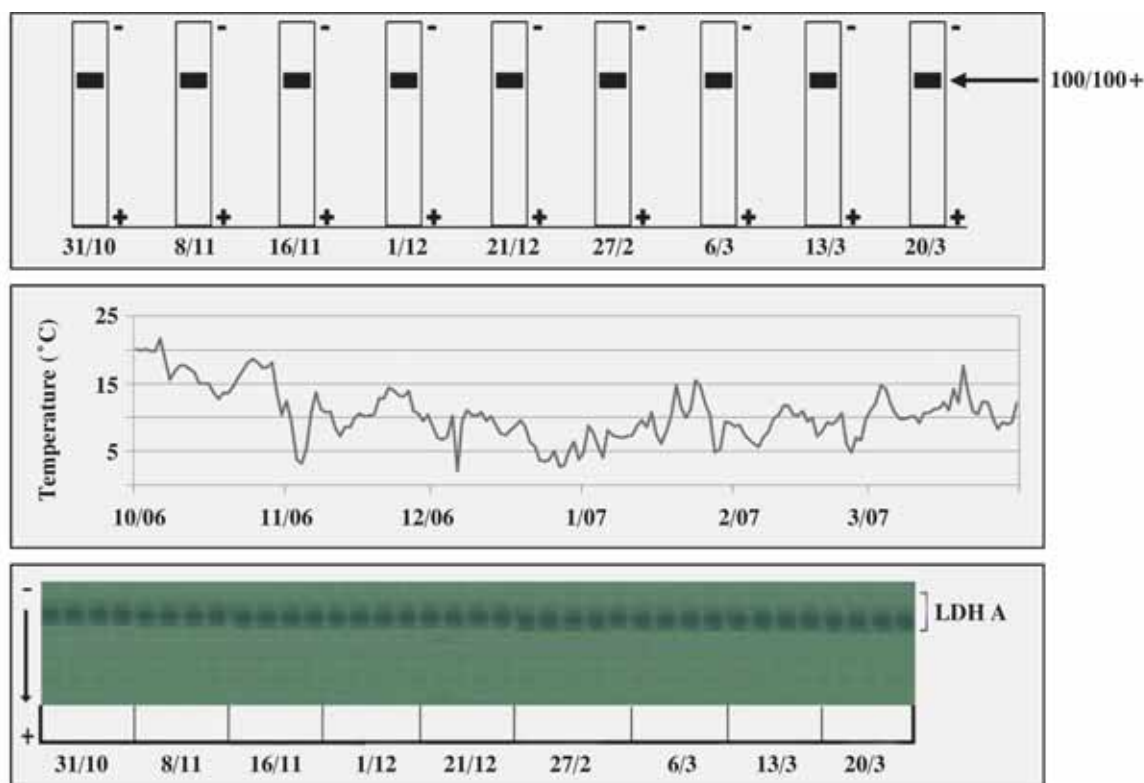 - - - - - - - - -
100/100+
+ + + + + + + + +
31/10 8/11 16/11 1/12 21/12 27/2 6/3 13/3 20/3
Temperature (˚C)
25
15
5
10/06 11/06 12/06 1/07 2/07 3/07
-
LDH A
+
31/10 8/11 16/11 1/12 21/12 27/2 6/3 13/3 20/3